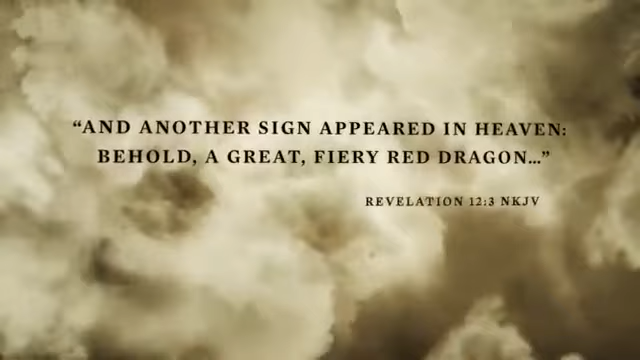 “AND ANOTHER SIGN APPEARED IN HEAVEN:
BEHOLD, A GREAT, FIERY RED DRAGON...”
REVELATION 12:3 NKJV